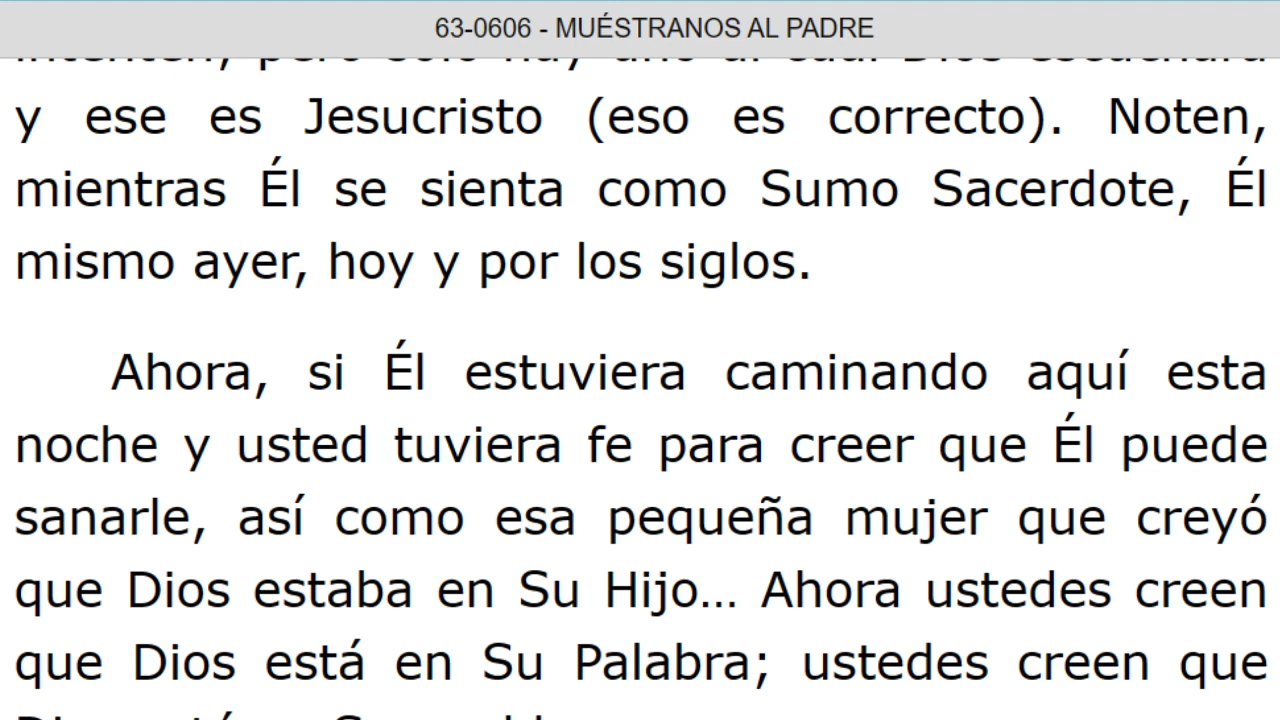 63-0606 - MUÉSTRANOS AL PADRE
y ese es Jesucristo (eso es correcto). Noten,
mientras Él se sienta como Sumo Sacerdote, Él
mismo ayer, hoy y por los siglos.
Ahora, si Él estuviera caminando aquí esta
noche y usted tuviera fe para creer que Él puede
sanarle, así como esa pequeña mujer que creyó
que Dios estaba en Su Hijo... Ahora ustedes creen
que Dios está en Su Palabra; ustedes creen que